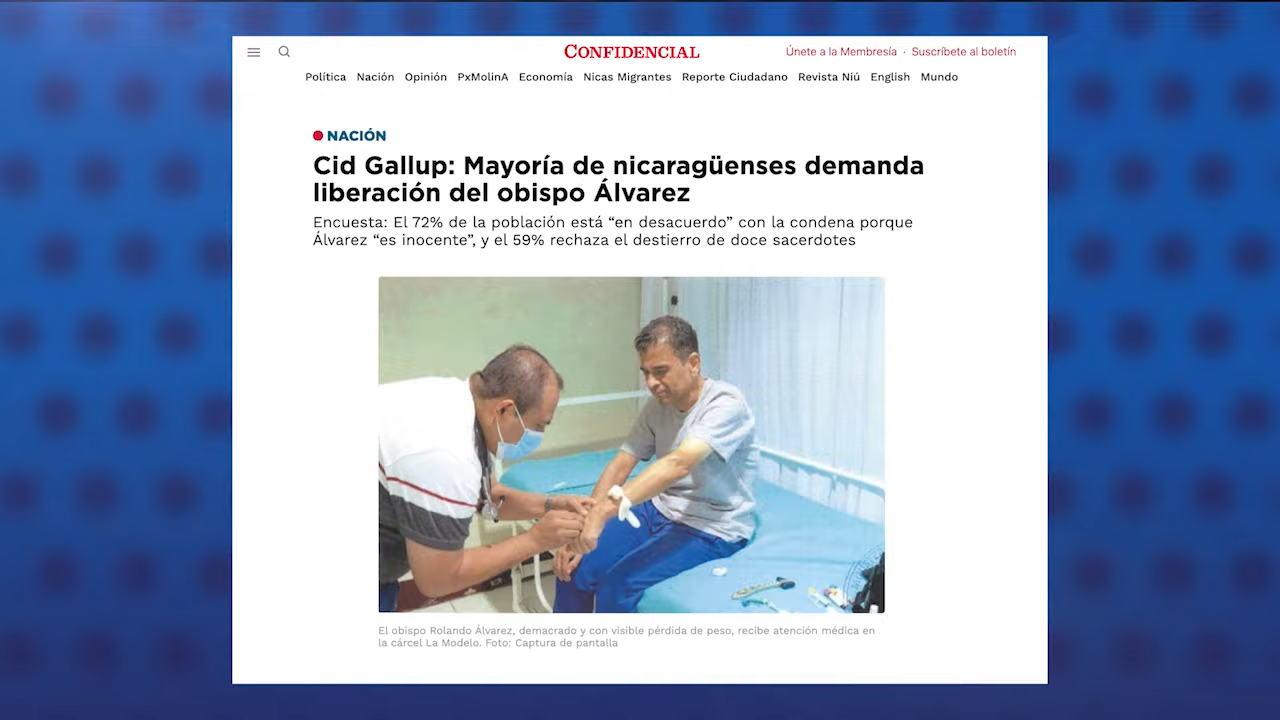 CONFIDENCIAL
Únete a la Membresía · Suscríbete al boletín
Política Nación Opinión PxMolinA Economía Nicas Migrantes Reporte Ciudadano Revista Niú English Mundo
NACIÓN
Cid Gallup: Mayoría de nicaragüenses demanda
liberación del obispo Álvarez
Encuesta: El 72% de la población está “en desacuerdo” con la condena porque
Álvarez “es inocente”, y el 59% rechaza el destierro de doce sacerdotes
El obispo Rolando Álvarez, demacrado y con visible pérdida de peso, recibe atención médica en
la cárcel La Modelo. Foto: Captura de pantalla